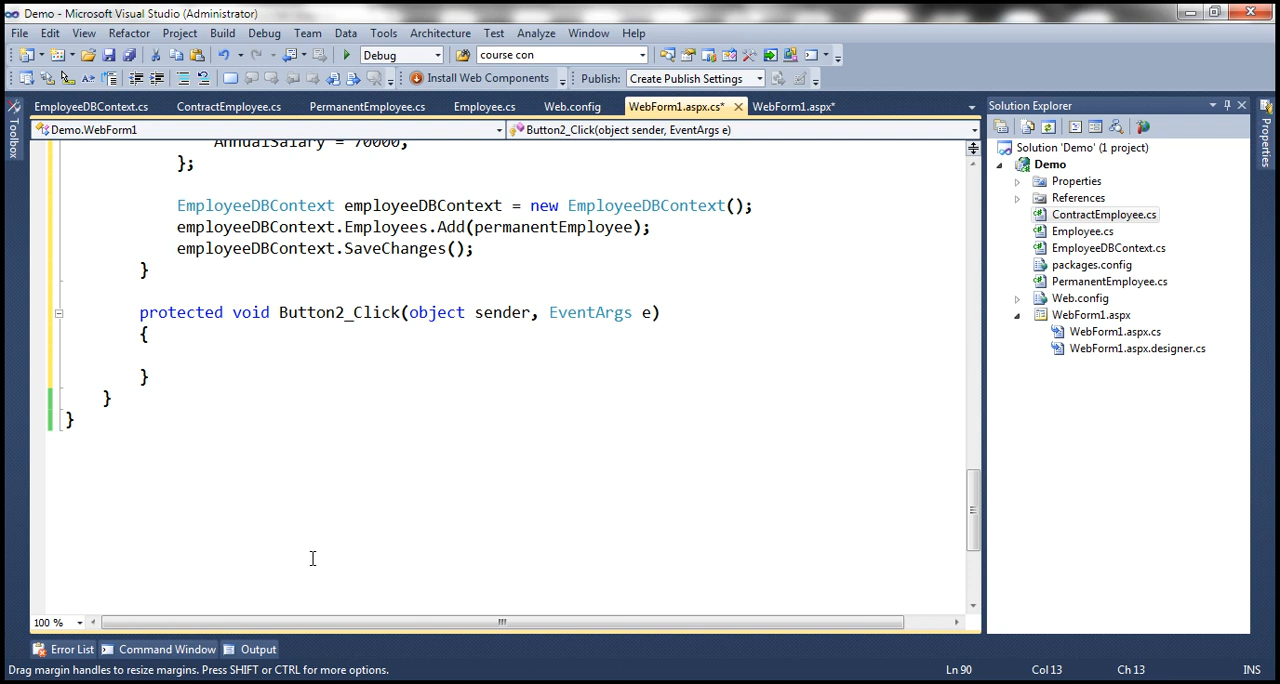 Demo - Microsoft Visual Studio (Administrator)
File Edit View Refactor Project Build Debug Team Data Tools Architecture Test Analyze Window Help
Debug course con
Install Web Components Publish: Create Publish Settings
EmployeeDBContext.cs ContractEmployee.cs PermanentEmployee.cs Employee.cs Web.config WebForm1.aspx.cs* WebForm1.aspx*
Toolbox
Demo.WebForm1 Button2_Click(object sender, EventArgs e)
AnnualSalary = 70000,
};
EmployeeDBContext employeeDBContext = new EmployeeDBContext();
employeeDBContext.Employees.Add(permanentEmployee);
employeeDBContext.SaveChanges();
}
protected void Button2_Click(object sender, EventArgs e)
{
}
}
}
100 %
Solution Explorer
Solution 'Demo' (1 project)
Demo
Properties
References
ContractEmployee.cs
Employee.cs
EmployeeDBContext.cs
packages.config
PermanentEmployee.cs
Web.config
WebForm1.aspx
WebForm1.aspx.cs
WebForm1.aspx.designer.cs
Properties
Error List Command Window Output
Drag margin handles to resize margins. Press SHIFT or CTRL for more options. Ln 90 Col 13 Ch 13 INS